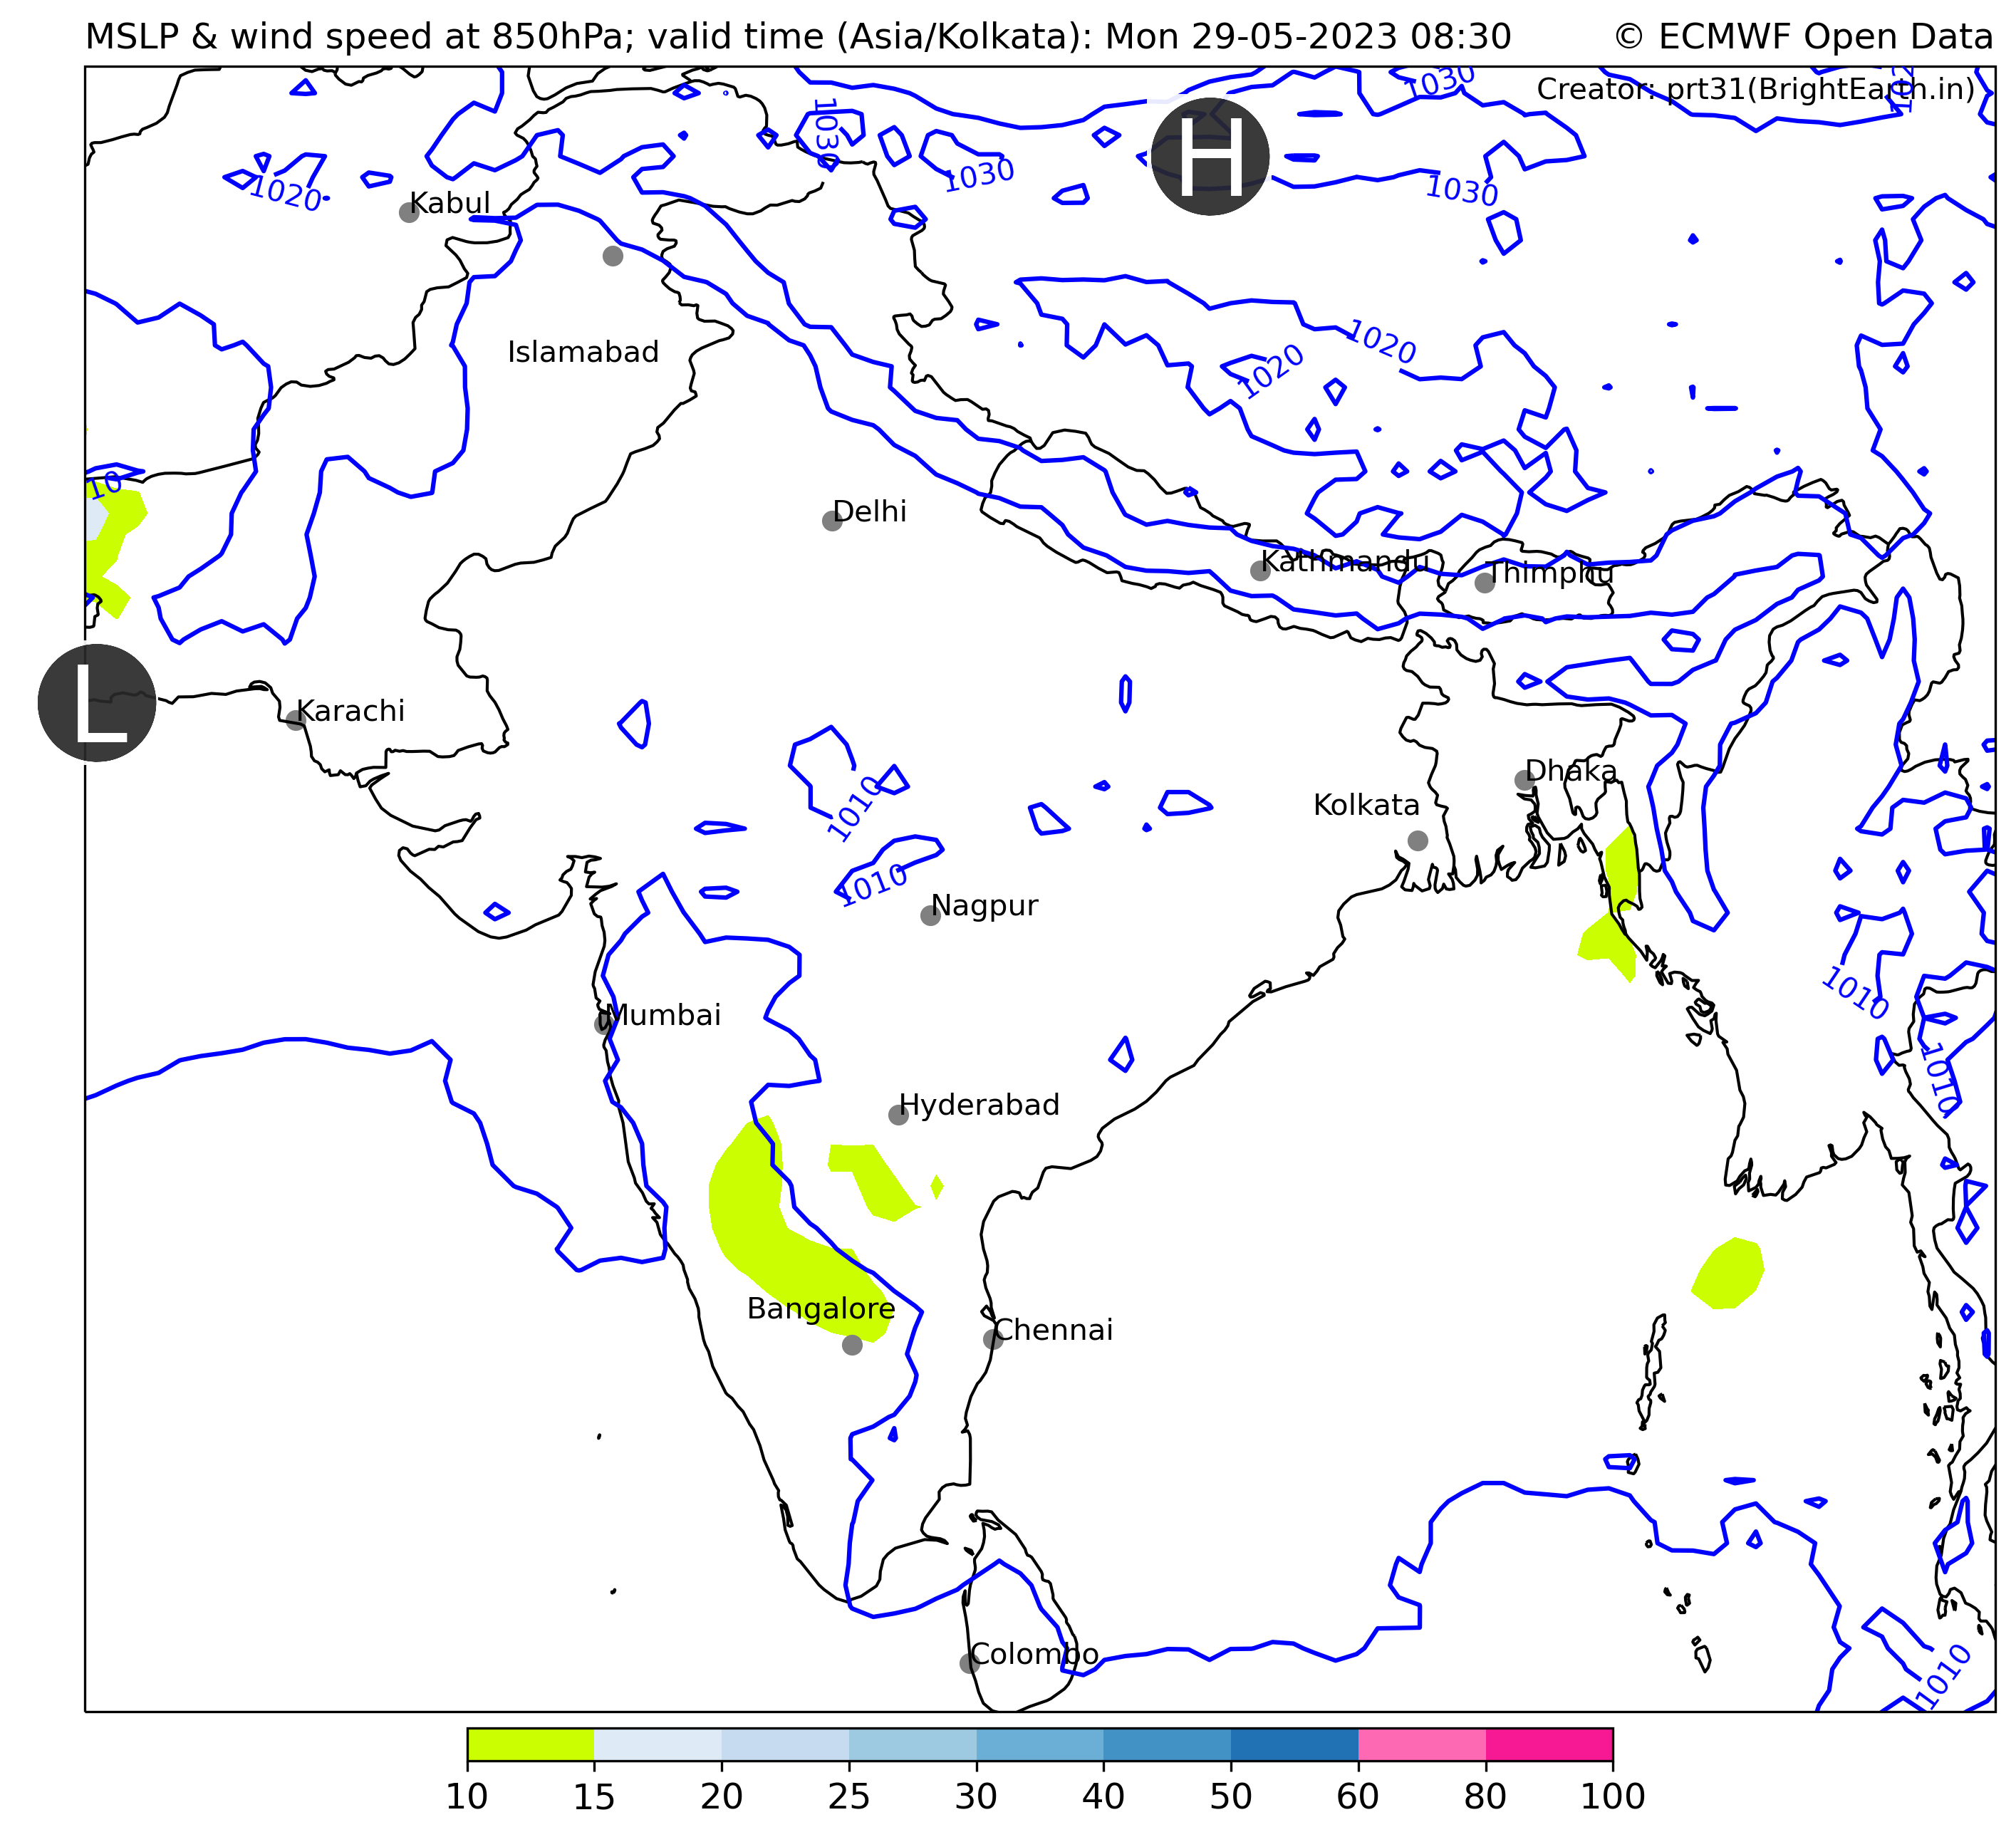 MSLP & wind speed at 850hPa; valid time (Asia/Kolkata): Mon 29-05-2023 08:30
© ECMWF Open Data
Creator: prt31(BrightEarth.in)
1030
1030
H
1030
1030
1020
Kabul
1020
1020
Islamabad
10
Delhi
Kathmandu
Thimphu
L
Karachi
Dhaka
Kolkata
1010
1010
Nagpur
1010
Mumbai
1010
Hyderabad
Bangalore
Chennai
Colombo
1010
10 15 20 25 30 40 50 60 80 100